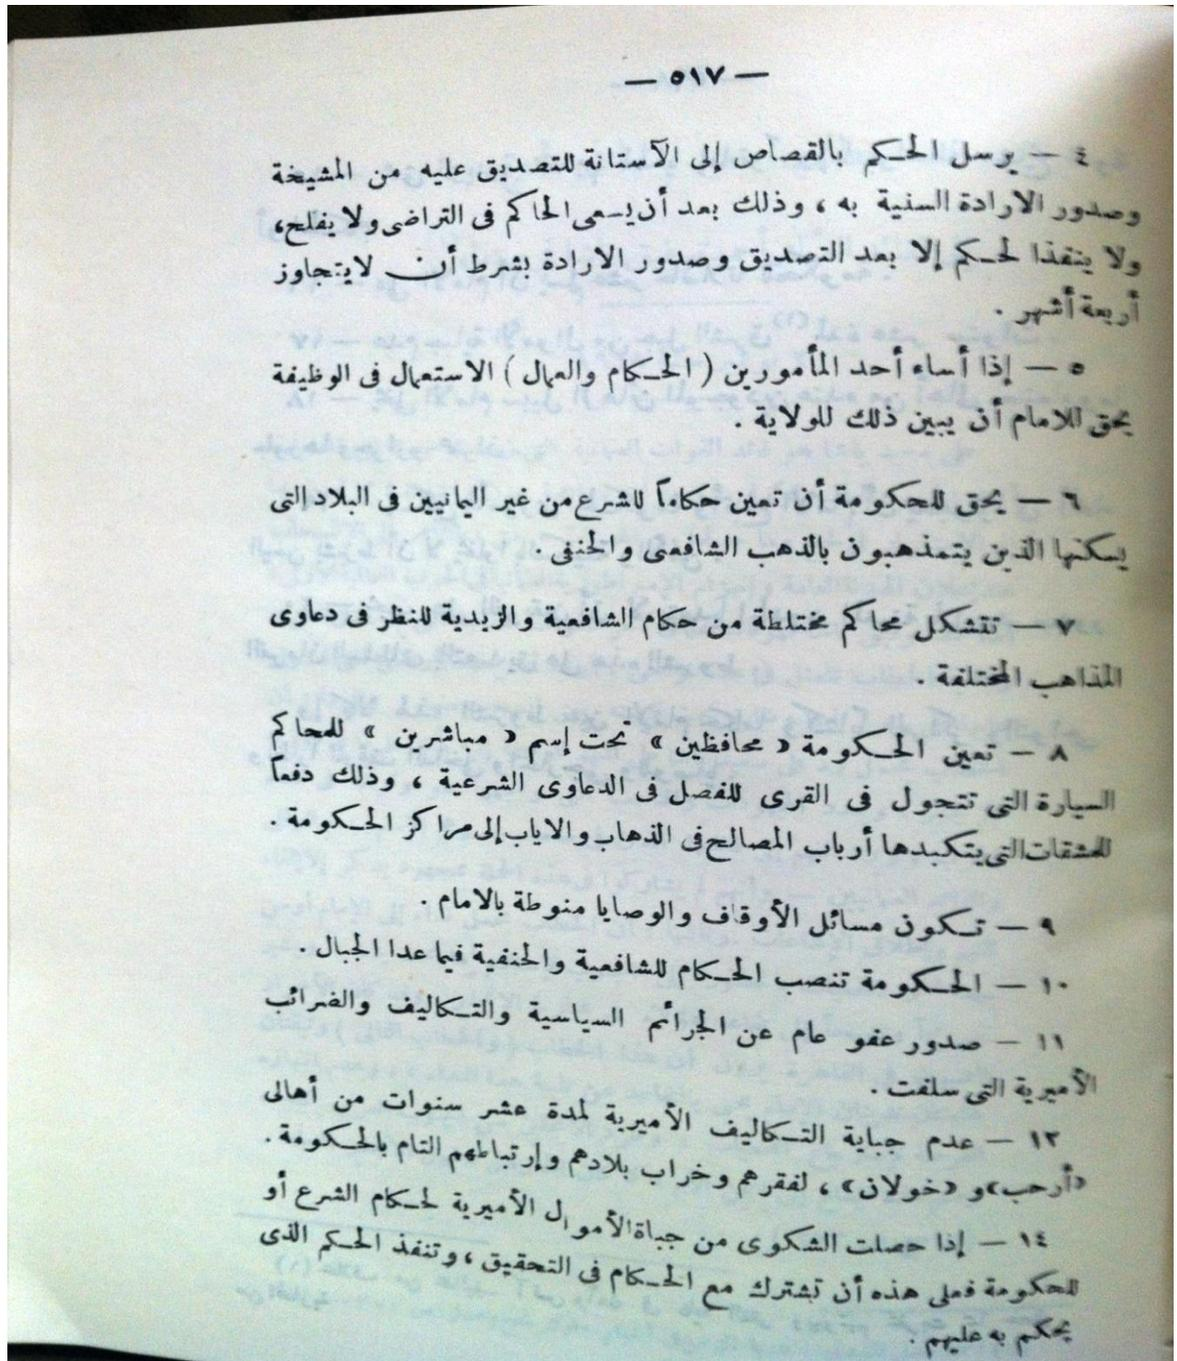 — ٥١٧ —
٤ — يرسل الحكم بالقصاص إلى الآستانة للتصديق عليه من المشيخة
وصدور الارادة السنية به ، وذلك بعد أن يسعى الحاكم فى التراضى ولا يفلح،
ولا ينفذا لحكم إلا بعد التصديق وصدور الارادة بشرط أن لايتجاوز
أربعة أشهر .
٥ — إذا أساء أحد المأمورين ( الحكام والعمال ) الاستعمال فى الوظيفة
يحق للامام أن يبين ذلك للولاية .
٦ — يحق للحكومة أن تعين حكاماً للشرع من غير اليمانيين فى البلاد التى
يسكنها الذين يتمذهبون بالذهب الشافعى والحنفى .
٧ — تتشكل محاكم مختلطة من حكام الشافعية والزيدية للنظر فى دعاوى
المذاهب المختلفة .
٨ — تعين الحكومة « محافظين » تحت إسم « مباشرين » للمحاكم
السيارة التى تتجول فى القرى للفصل فى الدعاوى الشرعية ، وذلك دفعاً
للمشقات التى يتكبدها أرباب المصالح فى الذهاب والاياب إلى مراكز الحكومة .
٩ — تكون مسائل الأوقاف والوصايا منوطة بالامام .
١٠ — الحكومة تنصب الحكام للشافعية والحنفية فيما عدا الجبال .
١١ — صدور عفو عام عن الجرائم السياسية والتكاليف والضرائب
الأميرية التى سلفت .
١٢ — عدم جباية التكاليف الأميرية لمدة عشر سنوات من أهالى
«أرحب» و «خولان» ، لفقرهم وخراب بلادهم وإرتباطهم التام بالحكومة .
١٤ — إذا حصلت الشكوى من جباة الأموال الأميرية لحكام الشرع أو
للحكومة فعلى هذه أن تشترك مع الحكام فى التحقيق ، وتنفذ الحكم الذى
يحكم به عليهم .